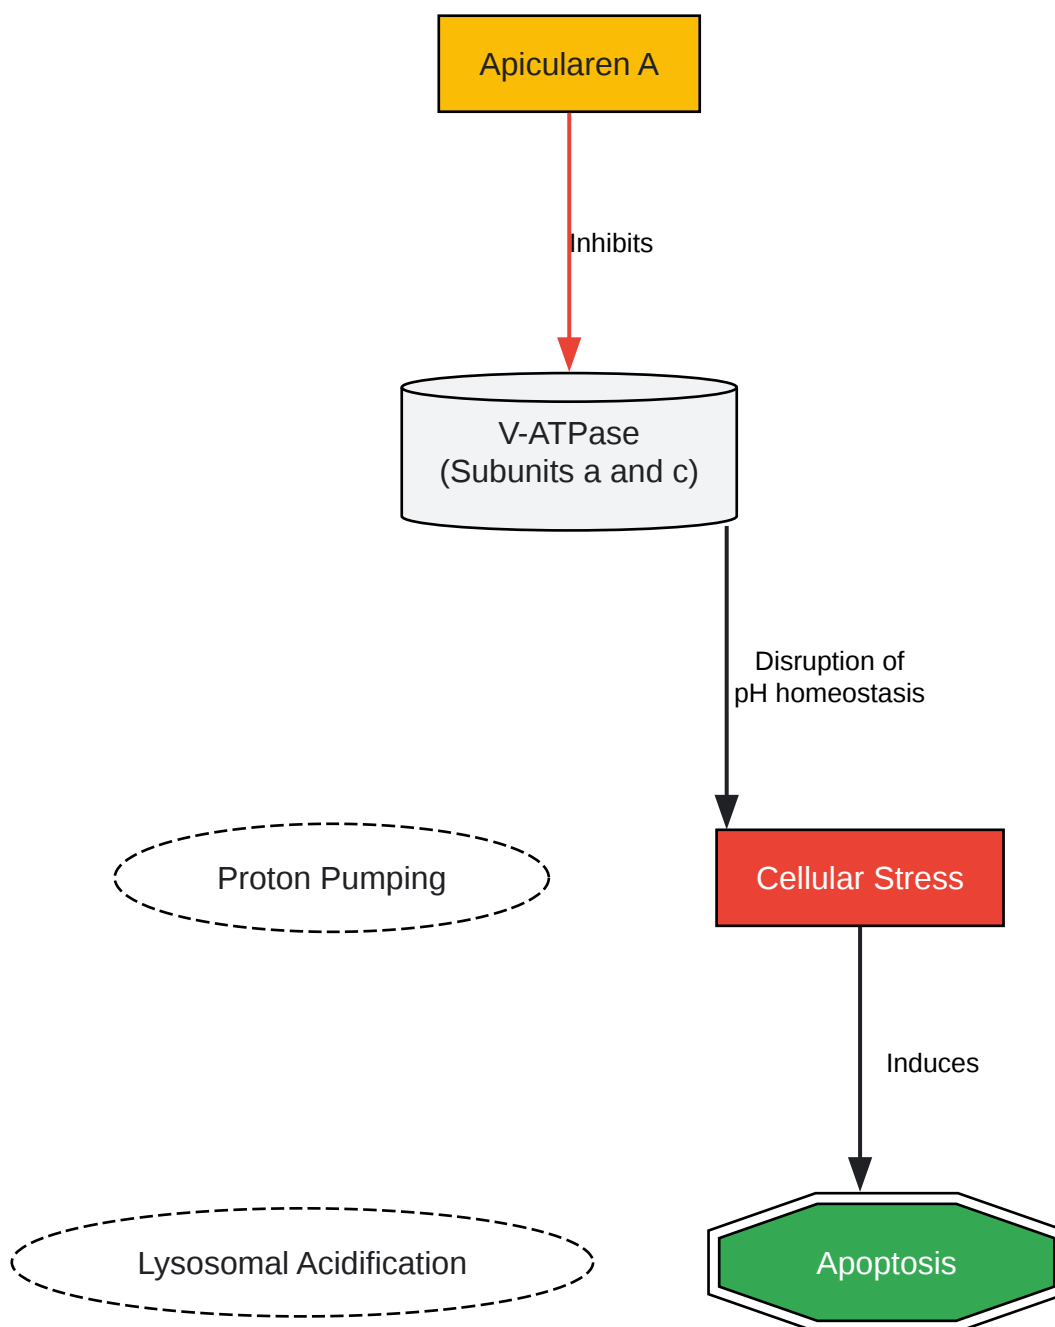 Apicularen A
Inhibits
V-ATPase
(Subunits a and c)
Disruption of
pH homeostasis
Proton Pumping
Cellular Stress
Induces
Lysosomal Acidification
Apoptosis